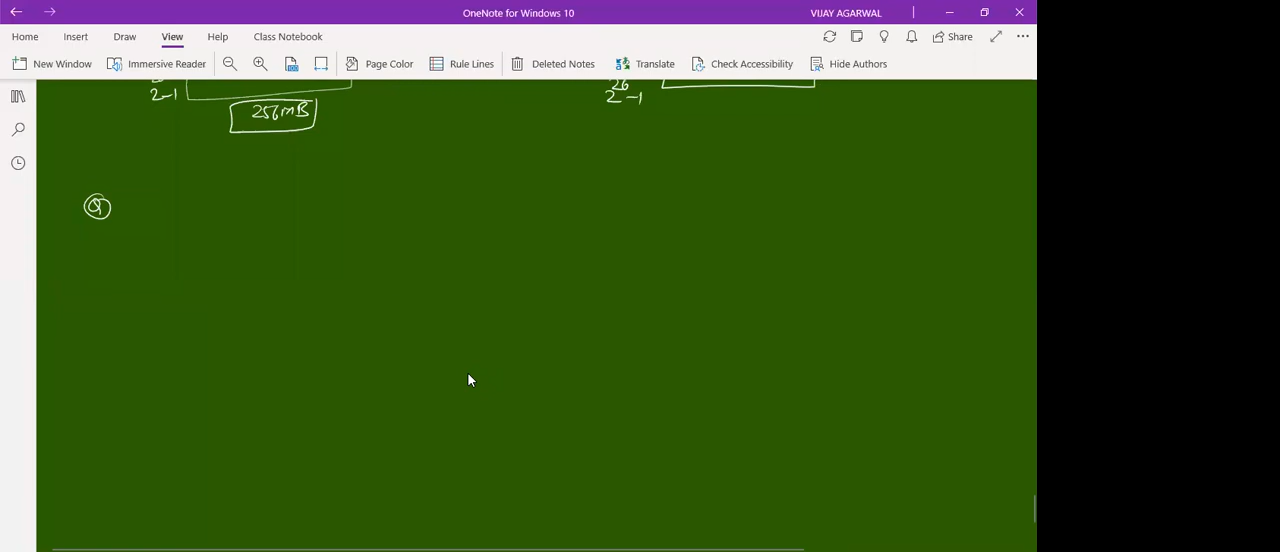 OneNote for Windows 10
VIJAY AGARWAL
Home Insert Draw View Help Class Notebook
Share
New Window Immersive Reader Page Color Rule Lines Deleted Notes Translate Check Accessibility Hide Authors
2-1
26
2-1
256mB
Q